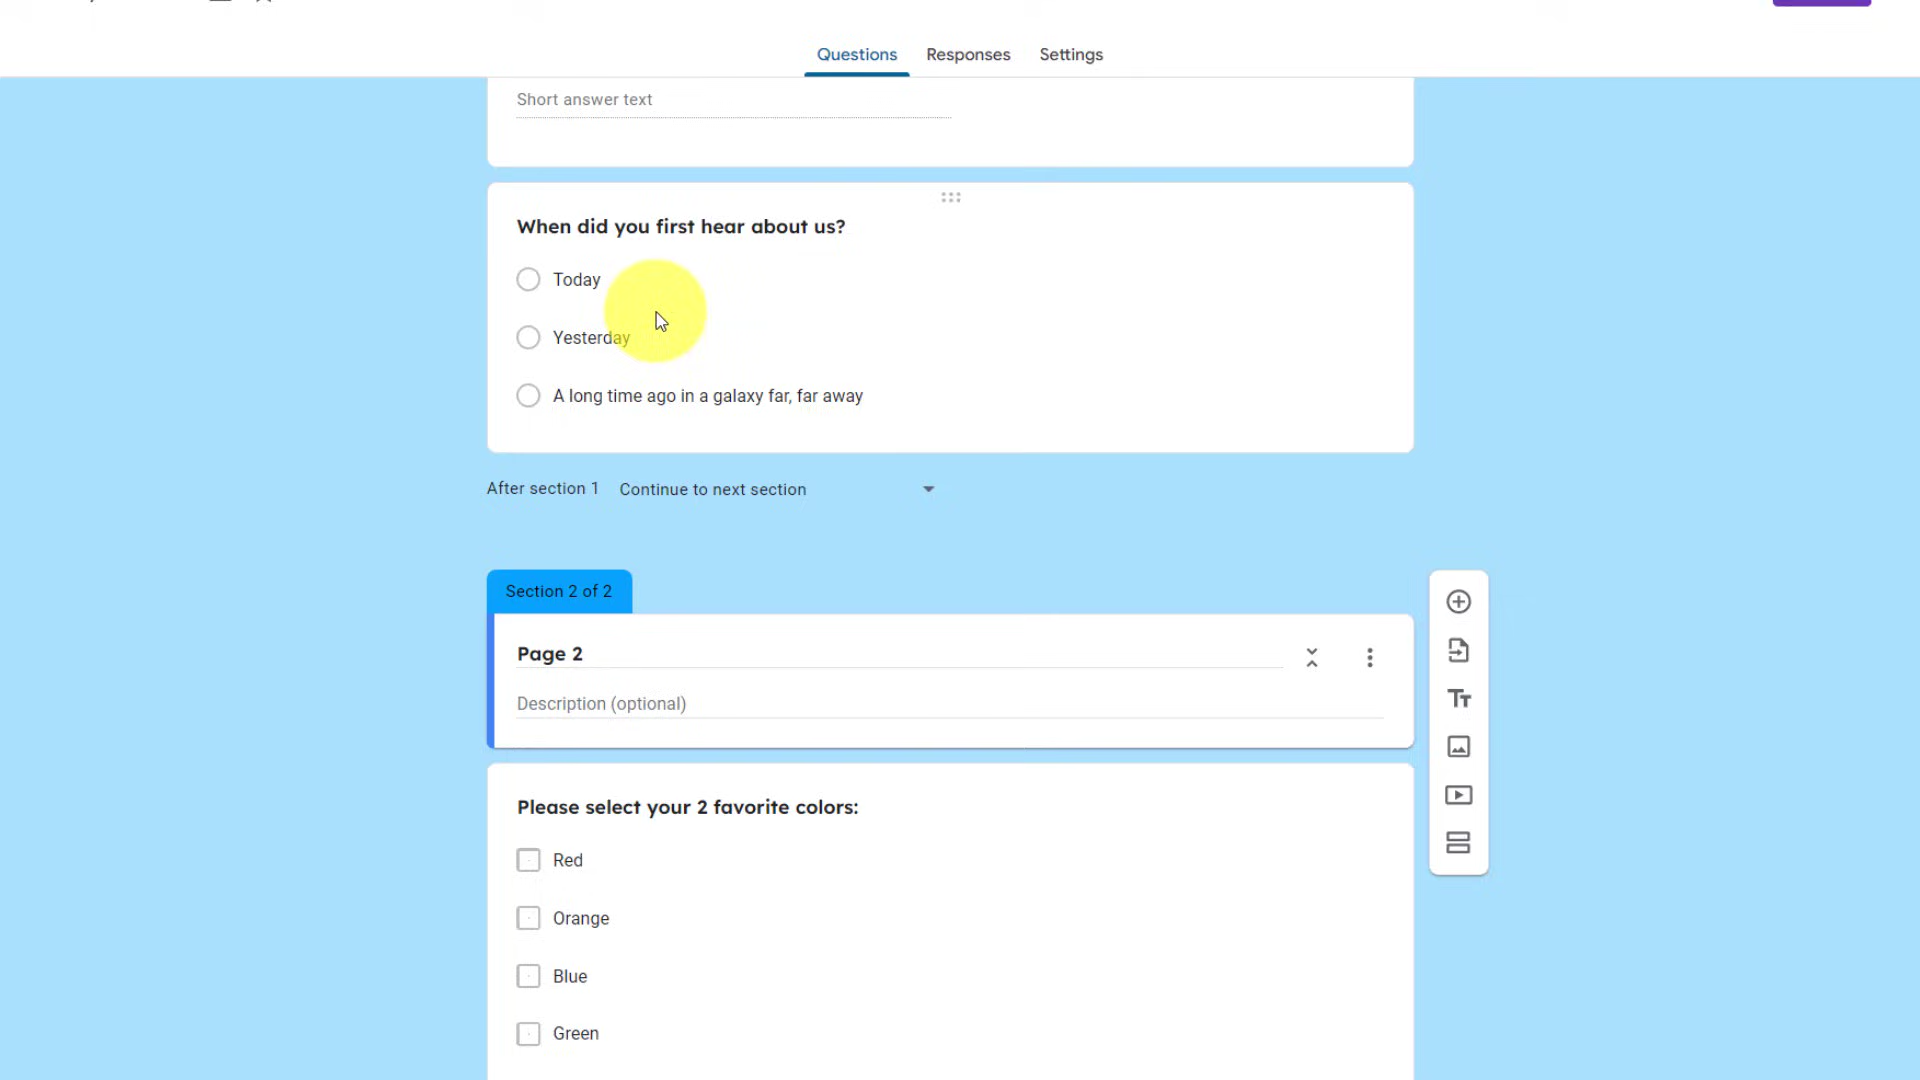 Questions
Responses
Settings
Short answer text
When did you first hear about us?
Today
Yesterday
A long time ago in a galaxy far, far away
After section 1
Continue to next section
Section 2 of 2
Page 2
Description (optional)
Tт
Please select your 2 favorite colors:
Red
Orange
Blue
Green